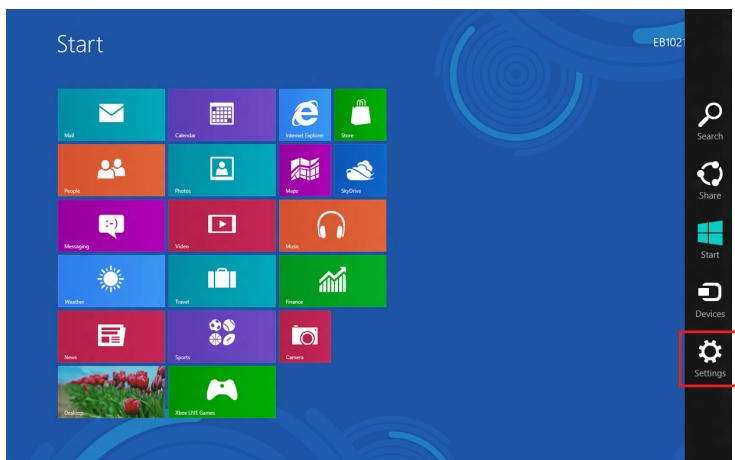 Start
EB1021
Mail
Calendar
Internet Explorer
Store
People
Photos
Maps
SkyDrive
Messaging
:-)
Video
Music
Weather
Travel
Finance
News
Sports
Camera
Desktop
Xbox LIVE Games
Search
Share
Start
Devices
Settings